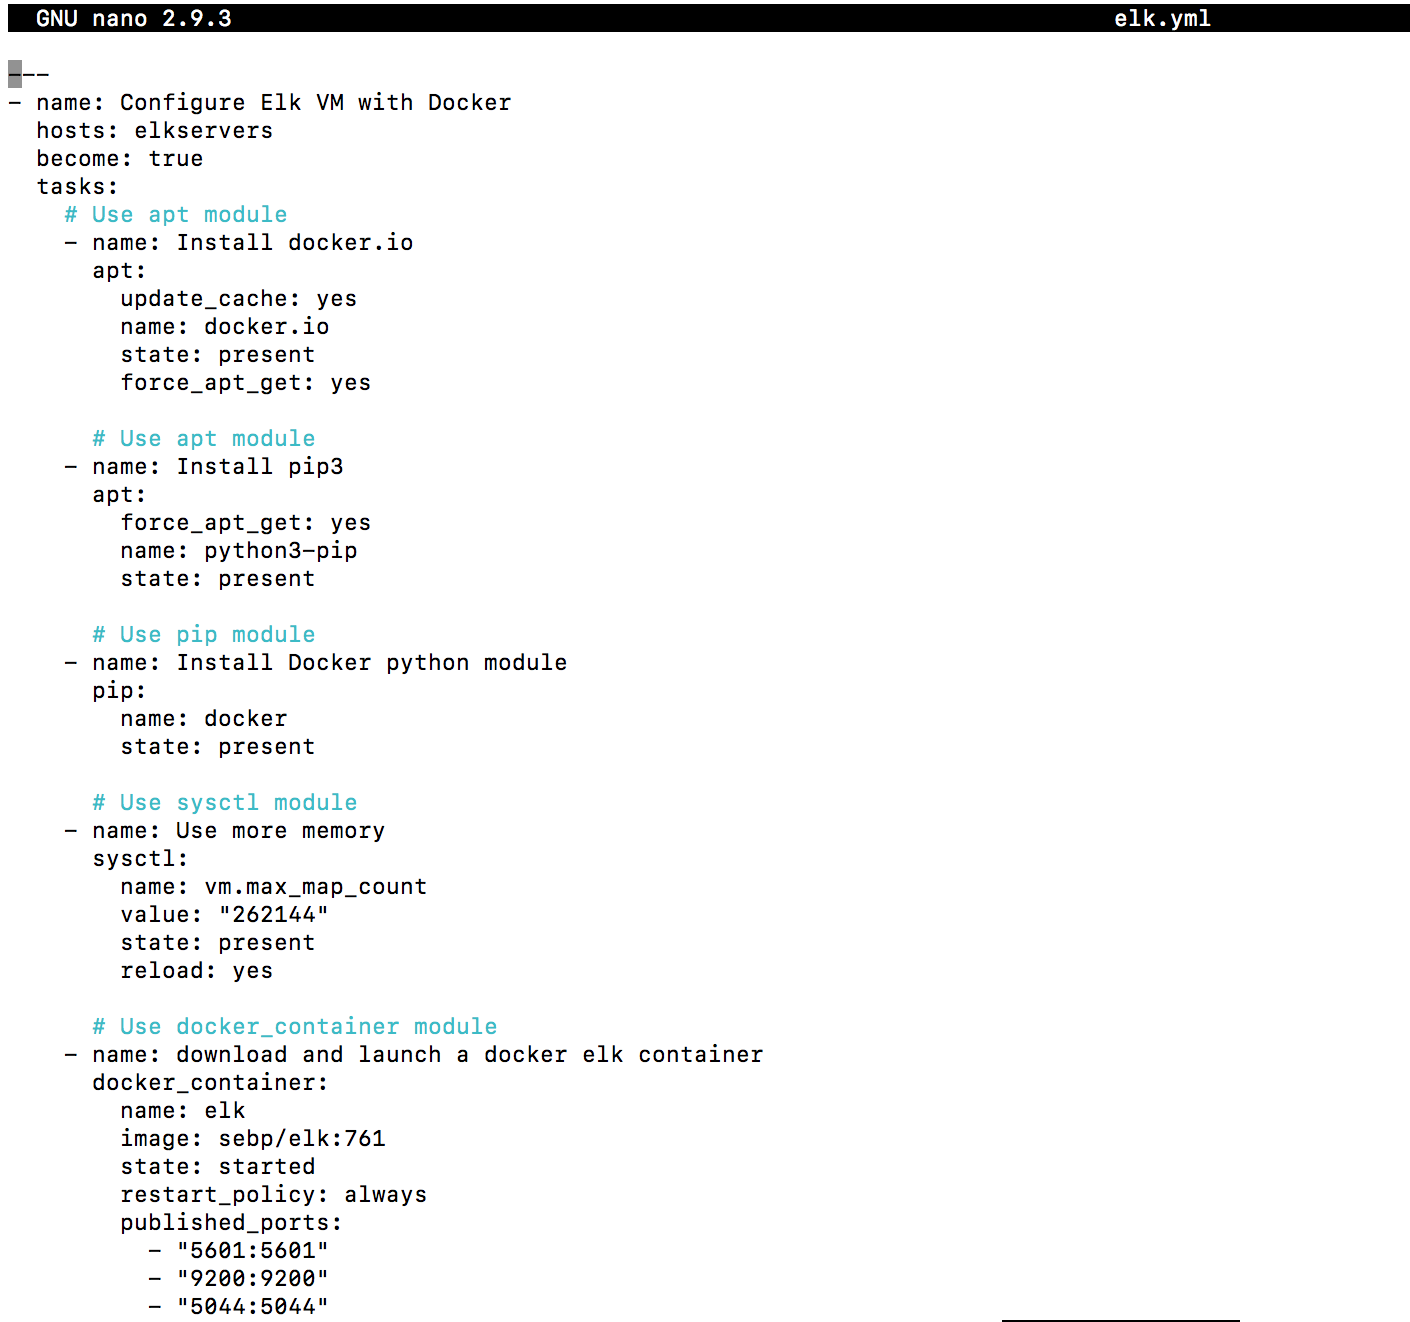 GNU nano 2.9.3 elk.yml
---
- name: Configure Elk VM with Docker
  hosts: elkservers
  become: true
  tasks:
    # Use apt module
    - name: Install docker.io
      apt:
        update_cache: yes
        name: docker.io
        state: present
        force_apt_get: yes

      # Use apt module
    - name: Install pip3
      apt:
        force_apt_get: yes
        name: python3-pip
        state: present

      # Use pip module
    - name: Install Docker python module
      pip:
        name: docker
        state: present

      # Use sysctl module
    - name: Use more memory
      sysctl:
        name: vm.max_map_count
        value: "262144"
        state: present
        reload: yes

      # Use docker_container module
    - name: download and launch a docker elk container
      docker_container:
        name: elk
        image: sebp/elk:761
        state: started
        restart_policy: always
        published_ports:
          - "5601:5601"
          - "9200:9200"
          - "5044:5044"